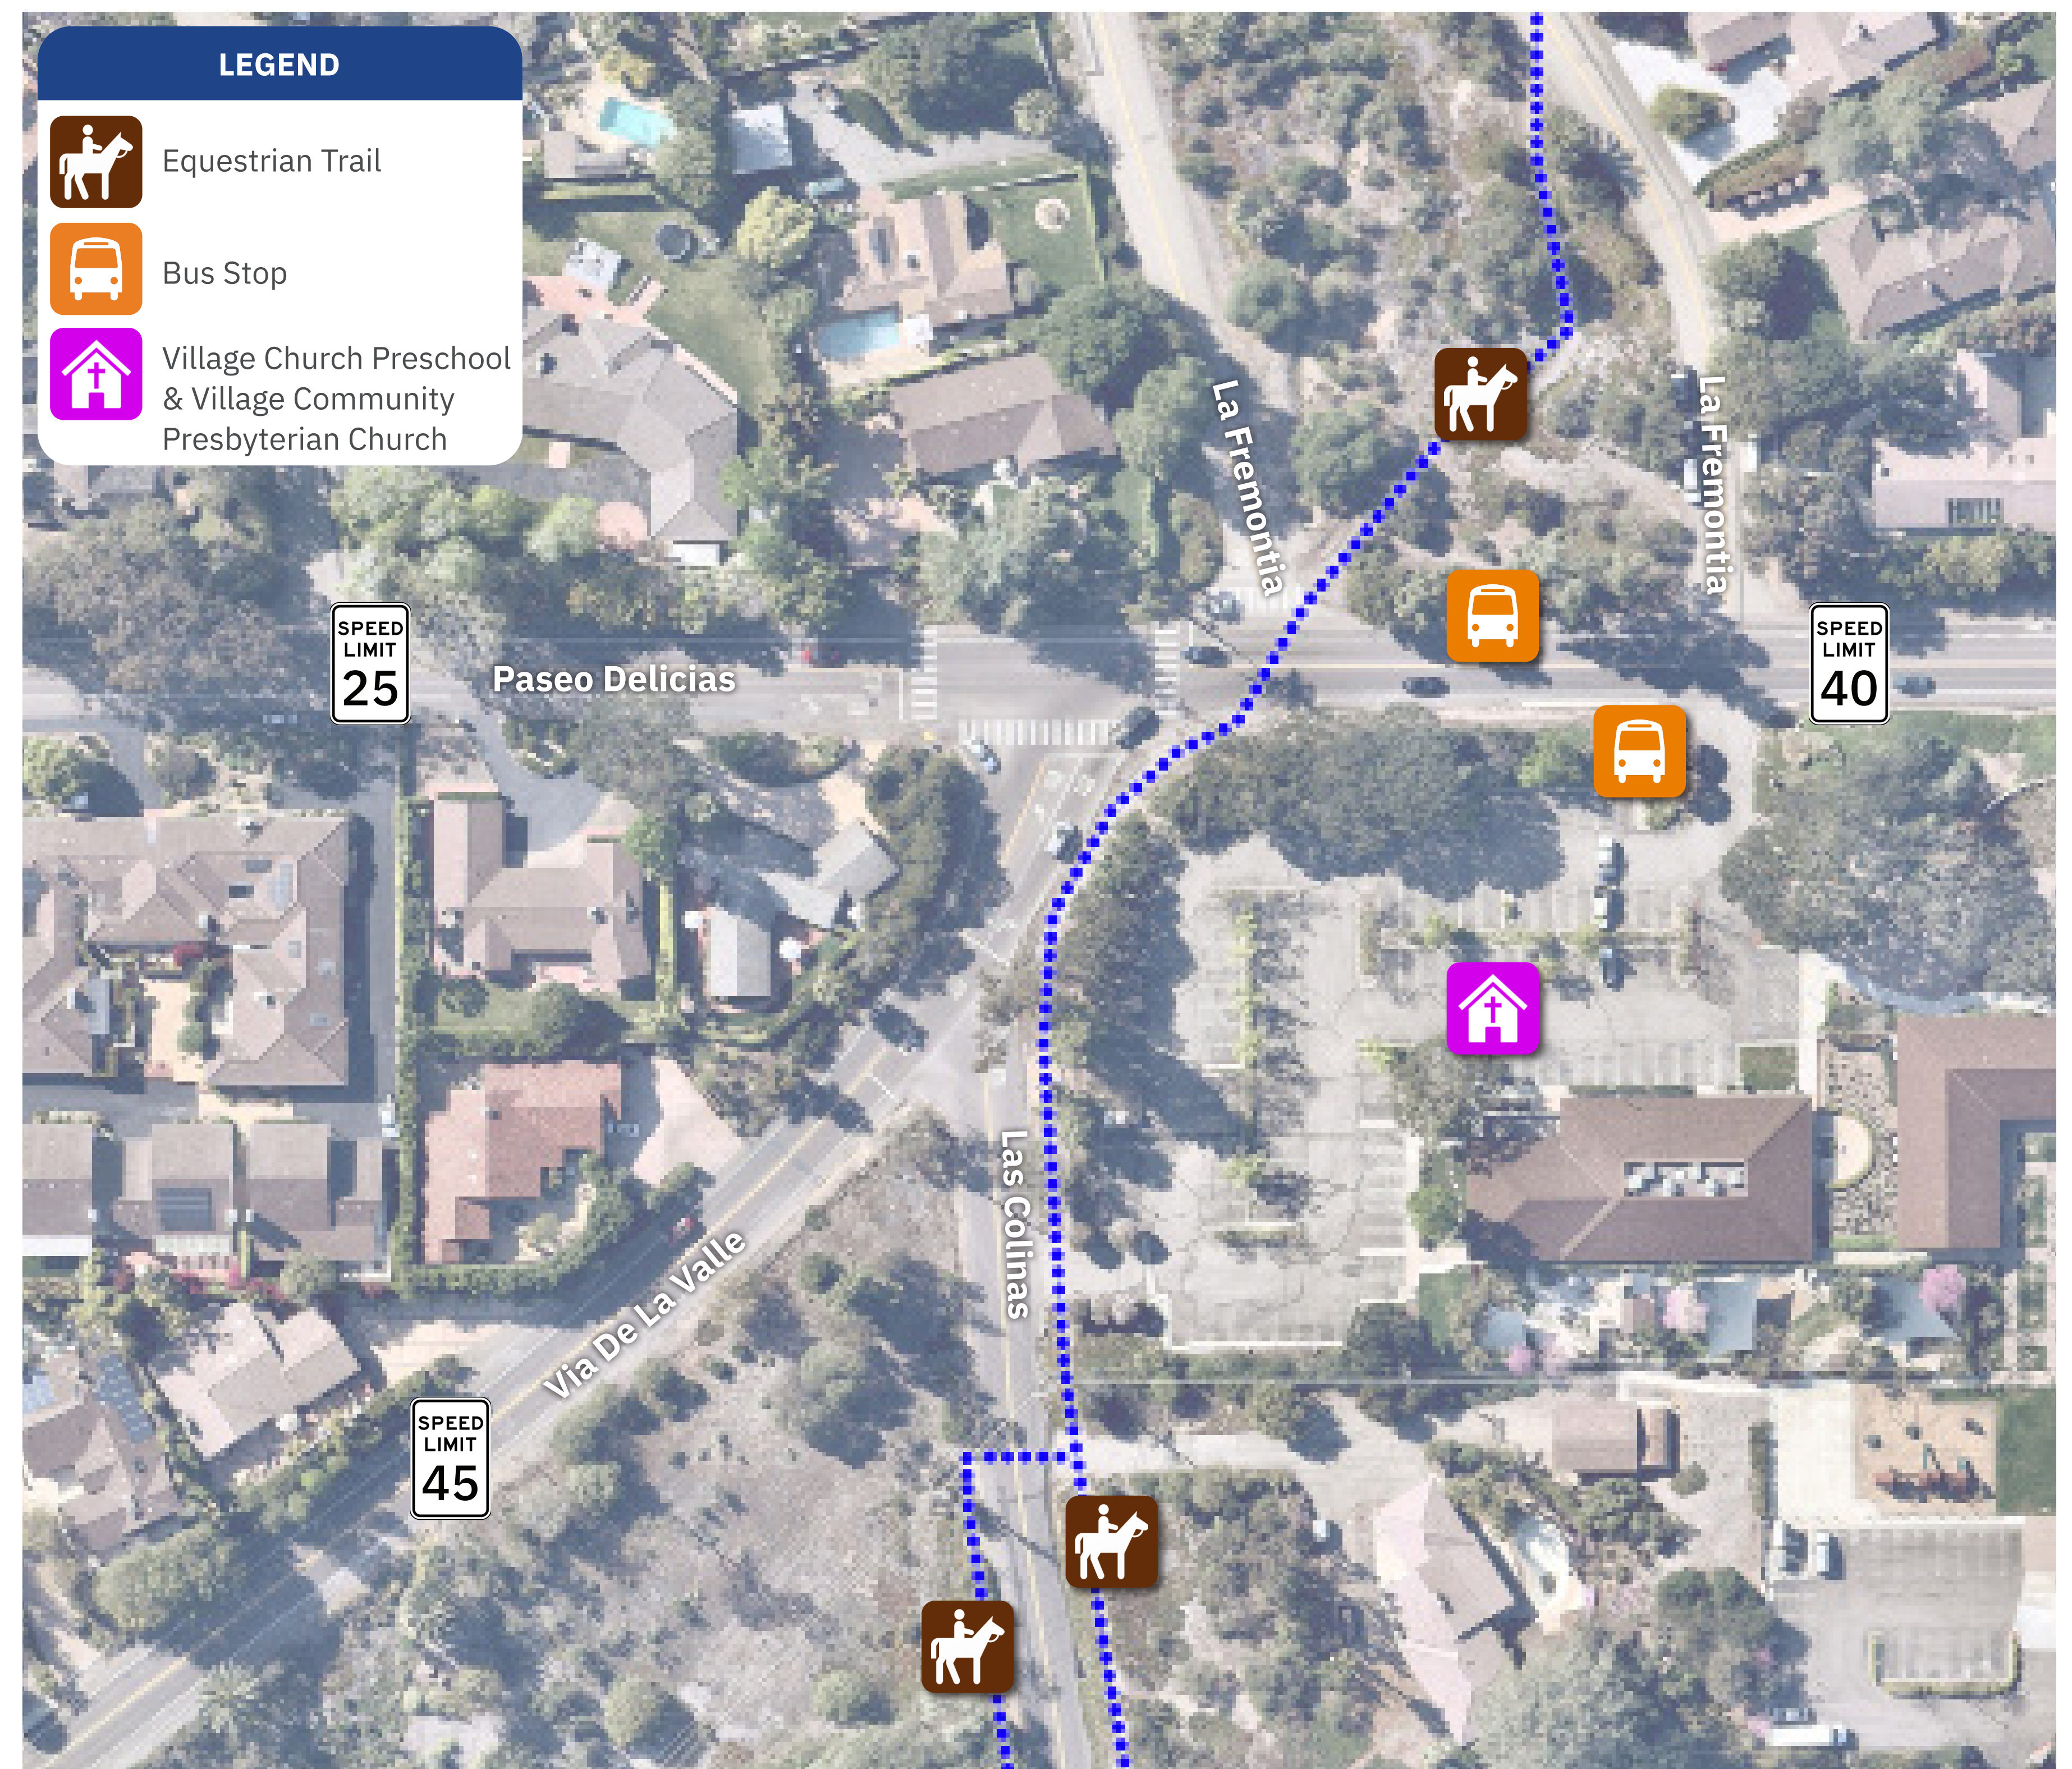 LEGEND
Equestrian Trail
Bus Stop
Village Church Preschool
& Village Community
Presbyterian Church
La Fremontia
La Fremontia
SPEED
LIMIT
25
Paseo Delicias
SPEED
LIMIT
40
Las Colinas
Via De La Valle
SPEED
LIMIT
45